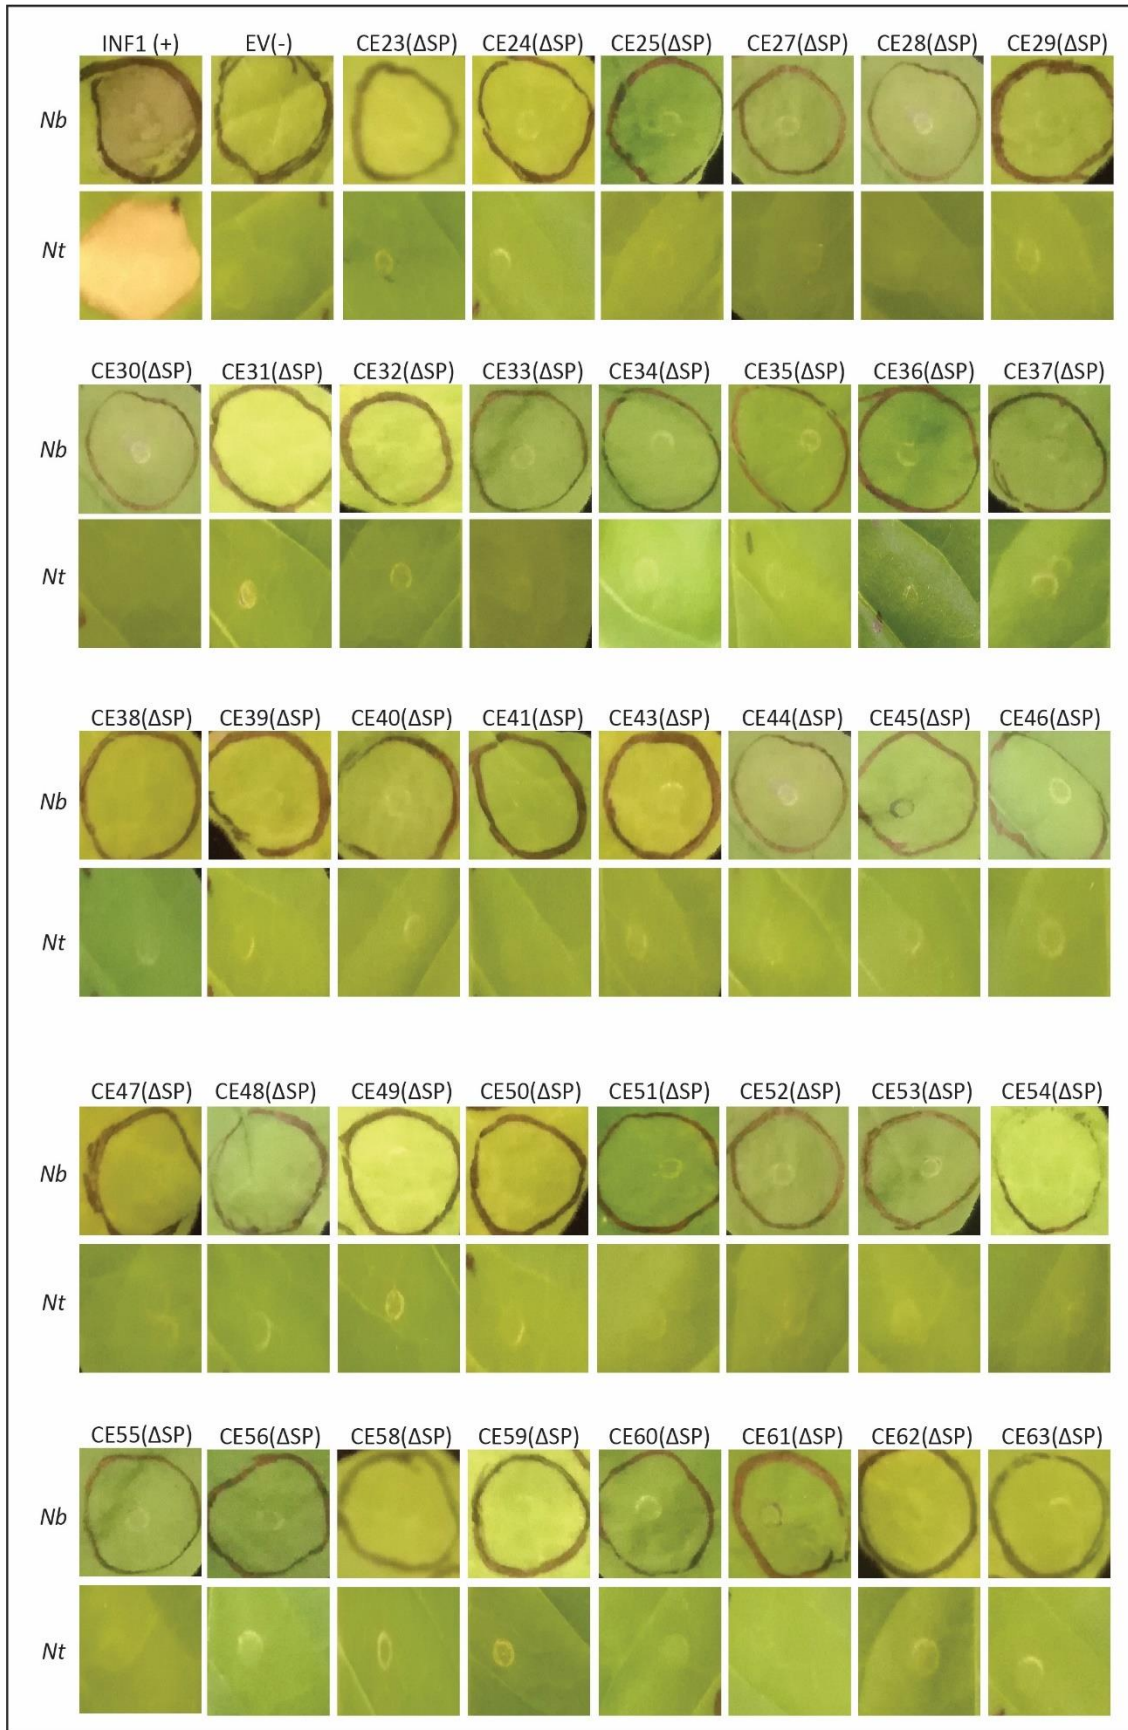 INF1 (+) EV(-) CE23(ΔSP) CE24(ΔSP) CE25(ΔSP) CE27(ΔSP) CE28(ΔSP) CE29(ΔSP)
Nb
Nt
CE30(ΔSP) CE31(ΔSP) CE32(ΔSP) CE33(ΔSP) CE34(ΔSP) CE35(ΔSP) CE36(ΔSP) CE37(ΔSP)
Nb
Nt
CE38(ΔSP) CE39(ΔSP) CE40(ΔSP) CE41(ΔSP) CE43(ΔSP) CE44(ΔSP) CE45(ΔSP) CE46(ΔSP)
Nb
Nt
CE47(ΔSP) CE48(ΔSP) CE49(ΔSP) CE50(ΔSP) CE51(ΔSP) CE52(ΔSP) CE53(ΔSP) CE54(ΔSP)
Nb
Nt
CE55(ΔSP) CE56(ΔSP) CE58(ΔSP) CE59(ΔSP) CE60(ΔSP) CE61(ΔSP) CE62(ΔSP) CE63(ΔSP)
Nb
Nt